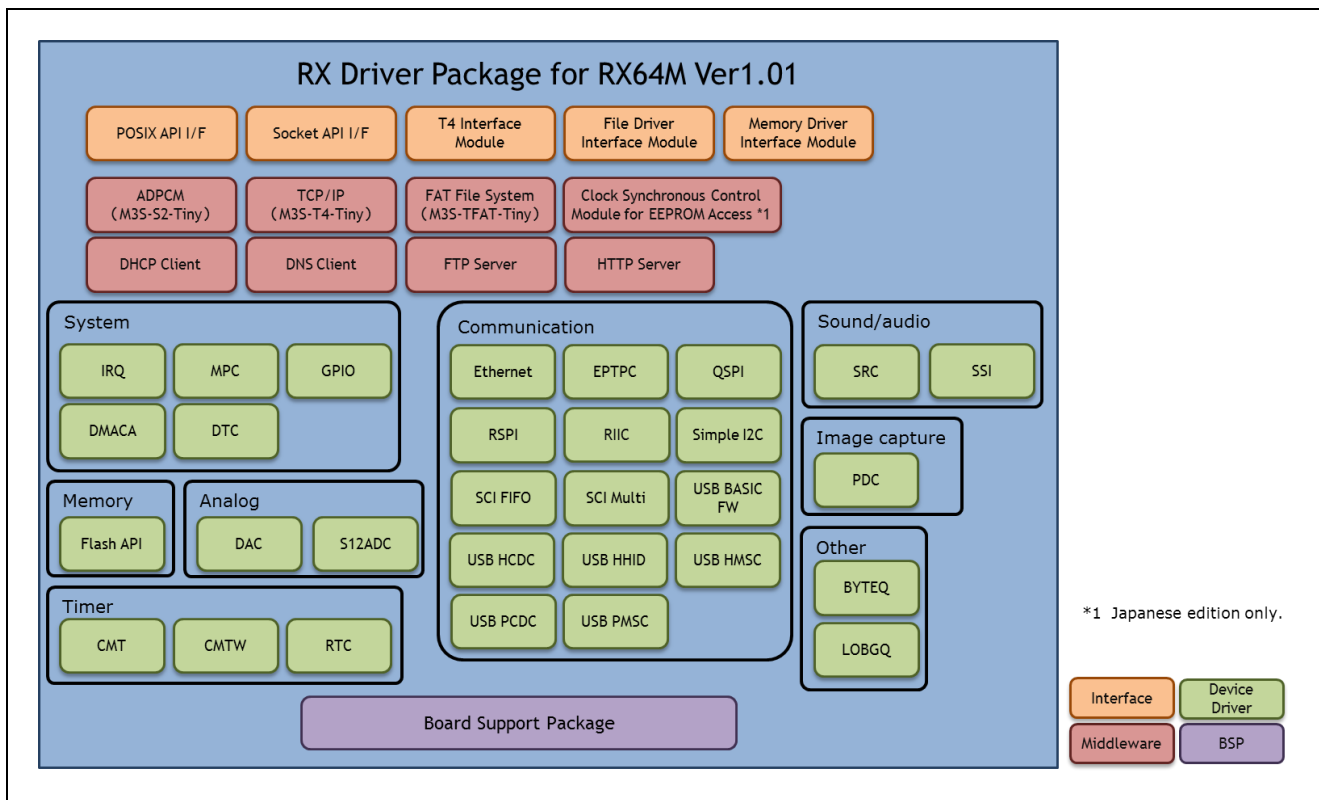 RX Driver Package for RX64M Ver1.01
POSIX API I/F
Socket API I/F
T4 Interface
Module
File Driver
Interface Module
Memory Driver
Interface Module
ADPCM
(M3S-S2-Tiny)
TCP/IP
(M3S-T4-Tiny)
FAT File System
(M3S-TFAT-Tiny)
Clock Synchronous Control
Module for EEPROM Access *1
DHCP Client
DNS Client
FTP Server
HTTP Server
System
IRQ
MPC
GPIO
DMACA
DTC
Memory
Flash API
Analog
DAC
S12ADC
Timer
CMT
CMTW
RTC
Communication
Ethernet
EPTPC
QSPI
RSPI
RIIC
Simple I2C
SCI FIFO
SCI Multi
USB BASIC
FW
USB HCDC
USB HHID
USB HMSC
USB PCDC
USB PMSC
Sound/audio
SRC
SSI
Image capture
PDC
Other
BYTEQ
LOBGQ
Board Support Package
*1 Japanese edition only.
Interface
Device
Driver
Middleware
BSP